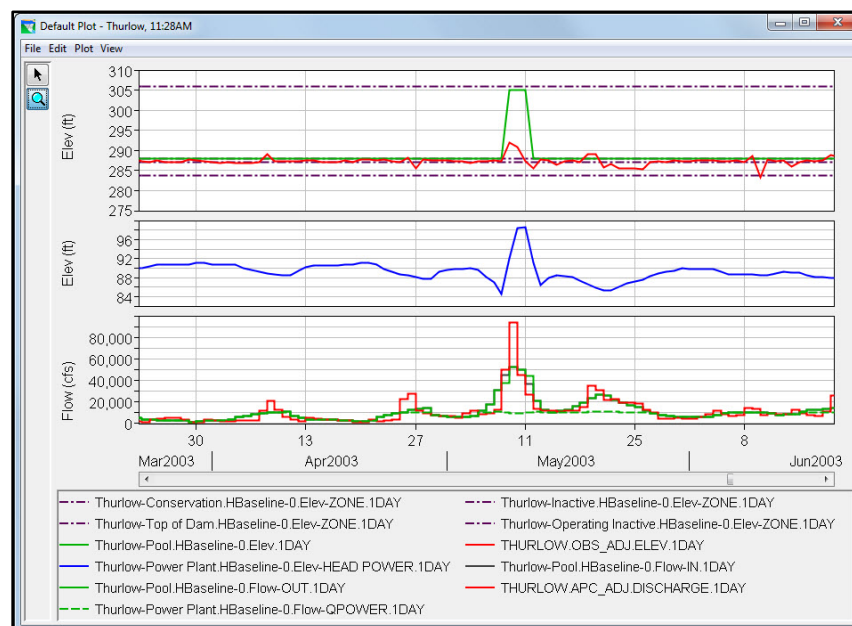 Default Plot - Thurlow, 11:28AM
File Edit Plot View
310
305
300
295
290
285
280
275
Elev (ft)
96
92
88
84
Elev (ft)
80,000
60,000
40,000
20,000
0
Flow (cfs)
30 13 27 11 25 8
Mar2003 Apr2003 May2003 Jun2003
Thurlow-Conservation.HBaseline-0.Elev-ZONE.1DAY Thurlow-Inactive.HBaseline-0.Elev-ZONE.1DAY
Thurlow-Top of Dam.HBaseline-0.Elev-ZONE.1DAY Thurlow-Operating Inactive.HBaseline-0.Elev-ZONE.1DAY
Thurlow-Pool.HBaseline-0.Elev.1DAY THURLOW.OBS_ADJ.ELEV.1DAY
Thurlow-Power Plant.HBaseline-0.Elev-HEAD POWER.1DAY Thurlow-Pool.HBaseline-0.Flow-IN.1DAY
Thurlow-Pool.HBaseline-0.Flow-OUT.1DAY THURLOW.APC_ADJ.DISCHARGE.1DAY
Thurlow-Power Plant.HBaseline-0.Flow-QPOWER.1DAY